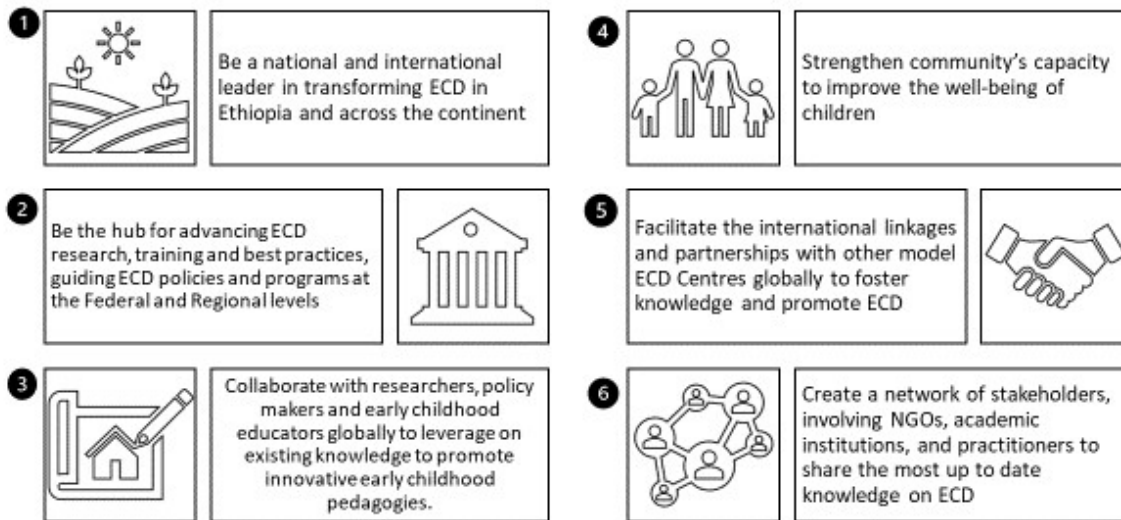 1
Be a national and international
leader in transforming ECD in
Ethiopia and across the continent
2
Be the hub for advancing ECD
research, training and best practices,
guiding ECD policies and programs at
the Federal and Regional levels
3
Collaborate with researchers, policy
makers and early childhood
educators globally to leverage on
existing knowledge to promote
innovative early childhood
pedagogies.
4
Strengthen community's capacity
to improve the well-being of
children
5
Facilitate the international linkages
and partnerships with other model
ECD Centres globally to foster
knowledge and promote ECD
6
Create a network of stakeholders,
involving NGOs, academic
institutions, and practitioners to
share the most up to date
knowledge on ECD